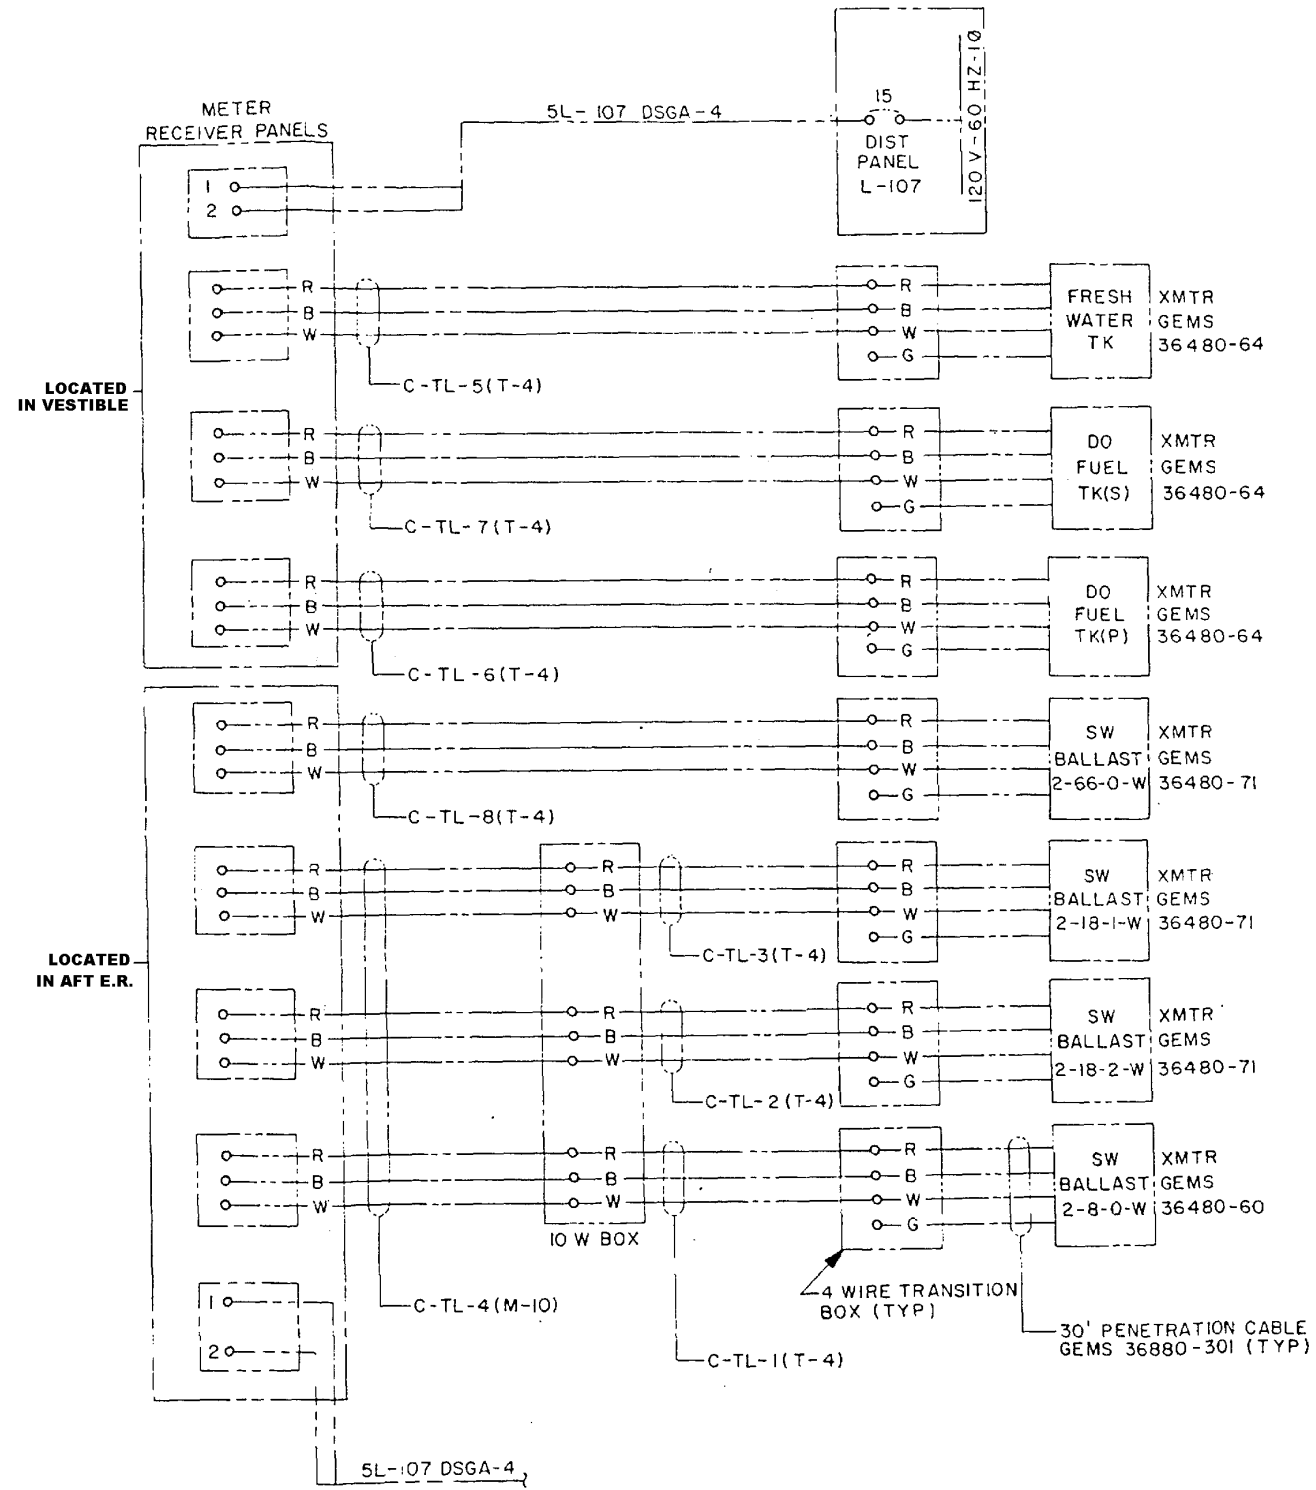 METER
RECEIVER PANELS
5L-107 DSGA-4
15
DIST
PANEL
L-107
120 V-60 HZ-1Ø
1
2
R
B
W
C-TL-5(T-4)
R
B
W
G
FRESH
WATER
TK
XMTR
GEMS
36480-64
LOCATED
IN VESTIBLE
R
B
W
C-TL-7(T-4)
R
B
W
G
DO
FUEL
TK(S)
XMTR
GEMS
36480-64
R
B
W
C-TL-6(T-4)
R
B
W
G
DO
FUEL
TK(P)
XMTR
GEMS
36480-64
R
B
W
C-TL-8(T-4)
R
B
W
G
SW
BALLAST
2-66-0-W
XMTR
GEMS
36480-71
R
B
W
R
B
W
C-TL-3(T-4)
R
B
W
G
SW
BALLAST
2-18-1-W
XMTR
GEMS
36480-71
LOCATED
IN AFT E.R.
R
B
W
R
B
W
C-TL-2(T-4)
R
B
W
G
SW
BALLAST
2-18-2-W
XMTR
GEMS
36480-71
R
B
W
R
B
W
10 W BOX
R
B
W
G
SW
BALLAST
2-8-0-W
XMTR
GEMS
36480-60
C-TL-4(M-10)
C-TL-1(T-4)
4 WIRE TRANSITION
BOX (TYP)
30' PENETRATION CABLE
GEMS 36880-301 (TYP)
1
2
5L-107 DSGA-4